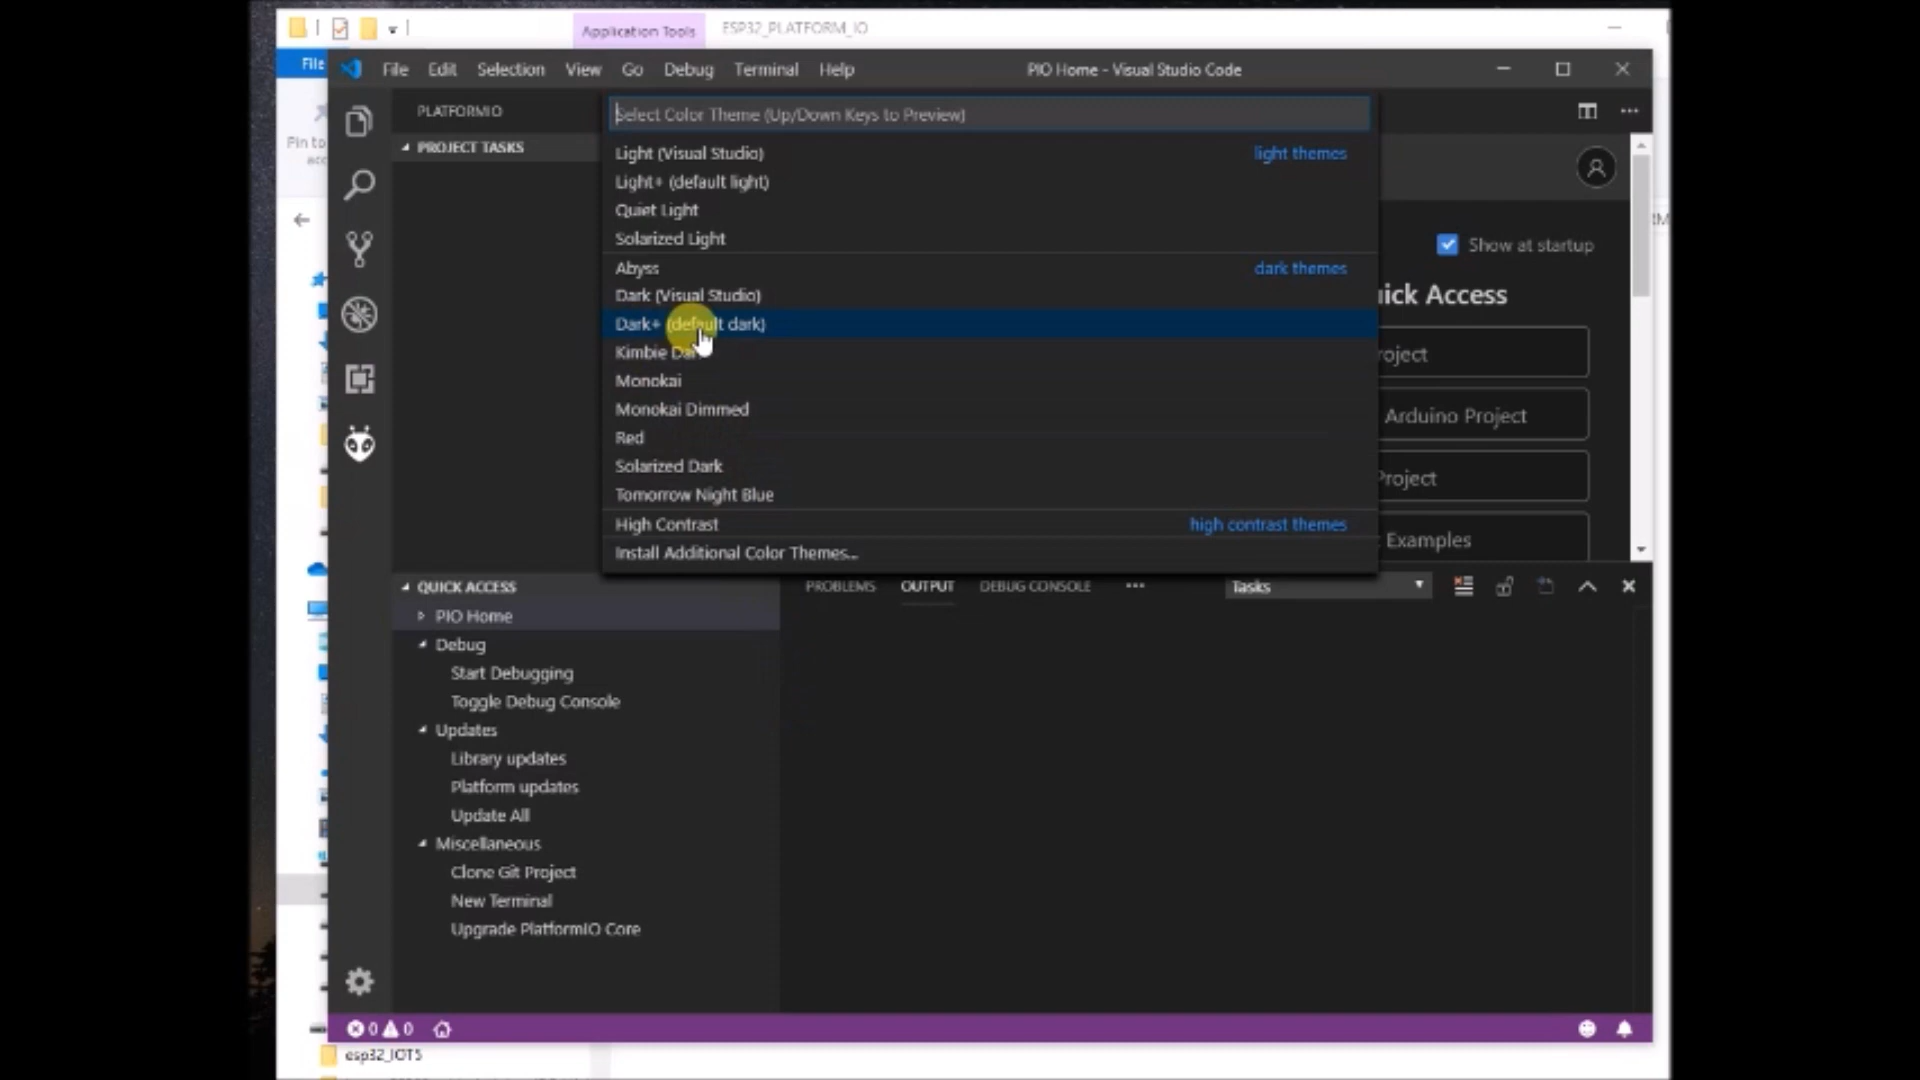 Application Tools
ESP32_PLATFORM_IO
File
File Edit Selection View Go Debug Terminal Help
PIO Home - Visual Studio Code
Pin to
PLATFORMIO
PROJECT TASKS
Select Color Theme (Up/Down Keys to Preview)
Light (Visual Studio) light themes
Light+ (default light)
Quiet Light
Solarized Light
Abyss dark themes
Dark (Visual Studio)
Dark+ (default dark)
Kimbie Dark
Monokai
Monokai Dimmed
Red
Solarized Dark
Tomorrow Night Blue
High Contrast high contrast themes
Install Additional Color Themes...
Show at startup
ick Access
roject
Arduino Project
Project
Examples
QUICK ACCESS
PIO Home
Debug
Start Debugging
Toggle Debug Console
Updates
Library updates
Platform updates
Update All
Miscellaneous
Clone Git Project
New Terminal
Upgrade PlatformIO Core
PROBLEMS OUTPUT DEBUG CONSOLE ... Tasks
0 0
esp32_IOT5